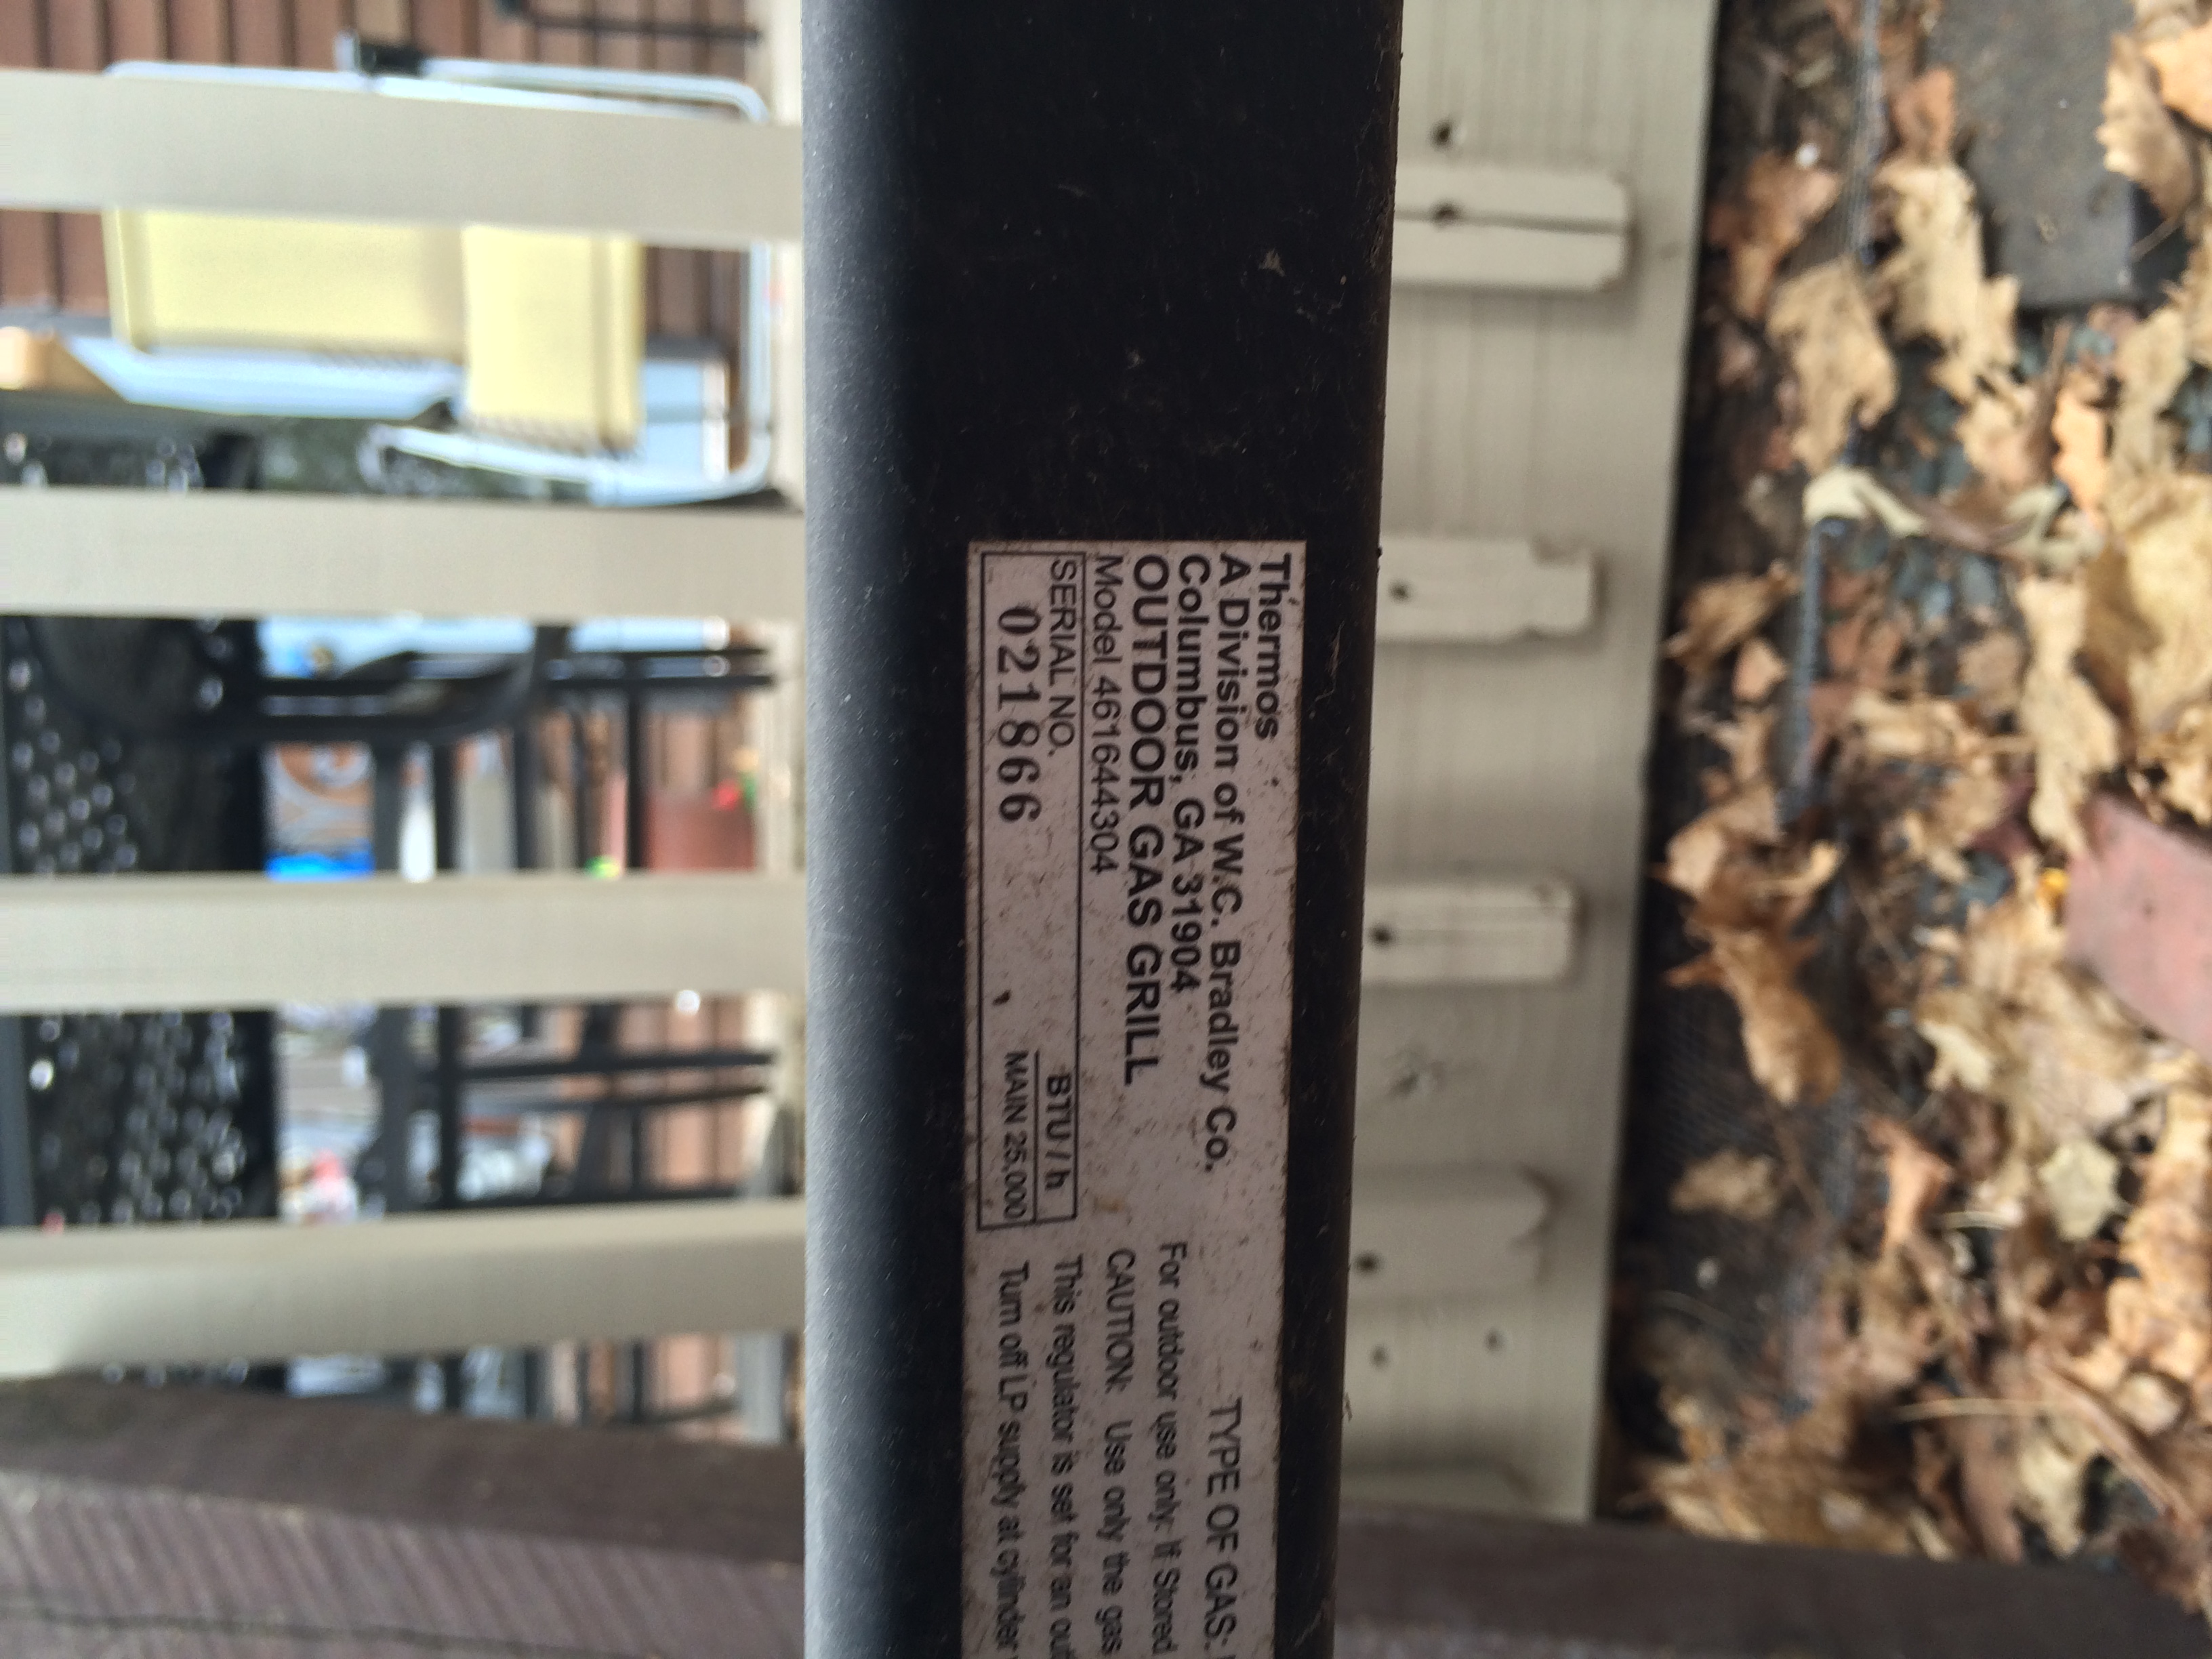 Thermos
A Division of W.C. Bradley Co.
Columbus, GA 31904
OUTDOOR GAS GRILL
Model 461644304
SERIAL NO.
021866
BTU / h
MAIN 25,000
TYPE OF GAS:
For outdoor use only. If Stored
CAUTION: Use only the gas
This regulator is set for an out
Turn off LP supply at cylinder